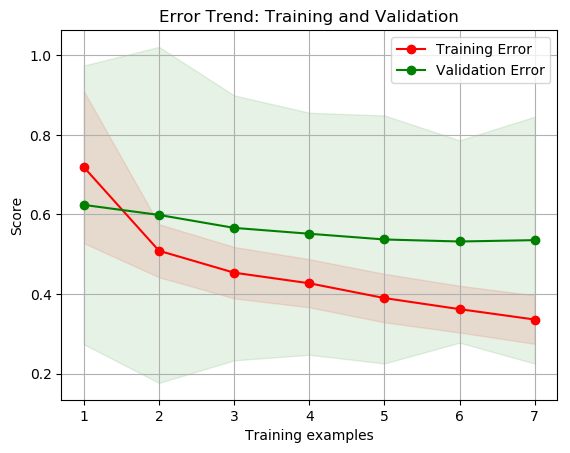 Error Trend: Training and Validation
Training Error
Validation Error
Score
1.0
0.8
0.6
0.4
0.2
1 2 3 4 5 6 7
Training examples